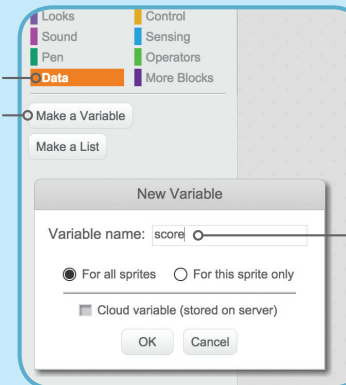 Looks Control
Sound Sensing
Pen Operators
Data More Blocks
Make a Variable
Make a List
New Variable
Variable name: score
For all sprites For this sprite only
Cloud variable (stored on server)
OK Cancel